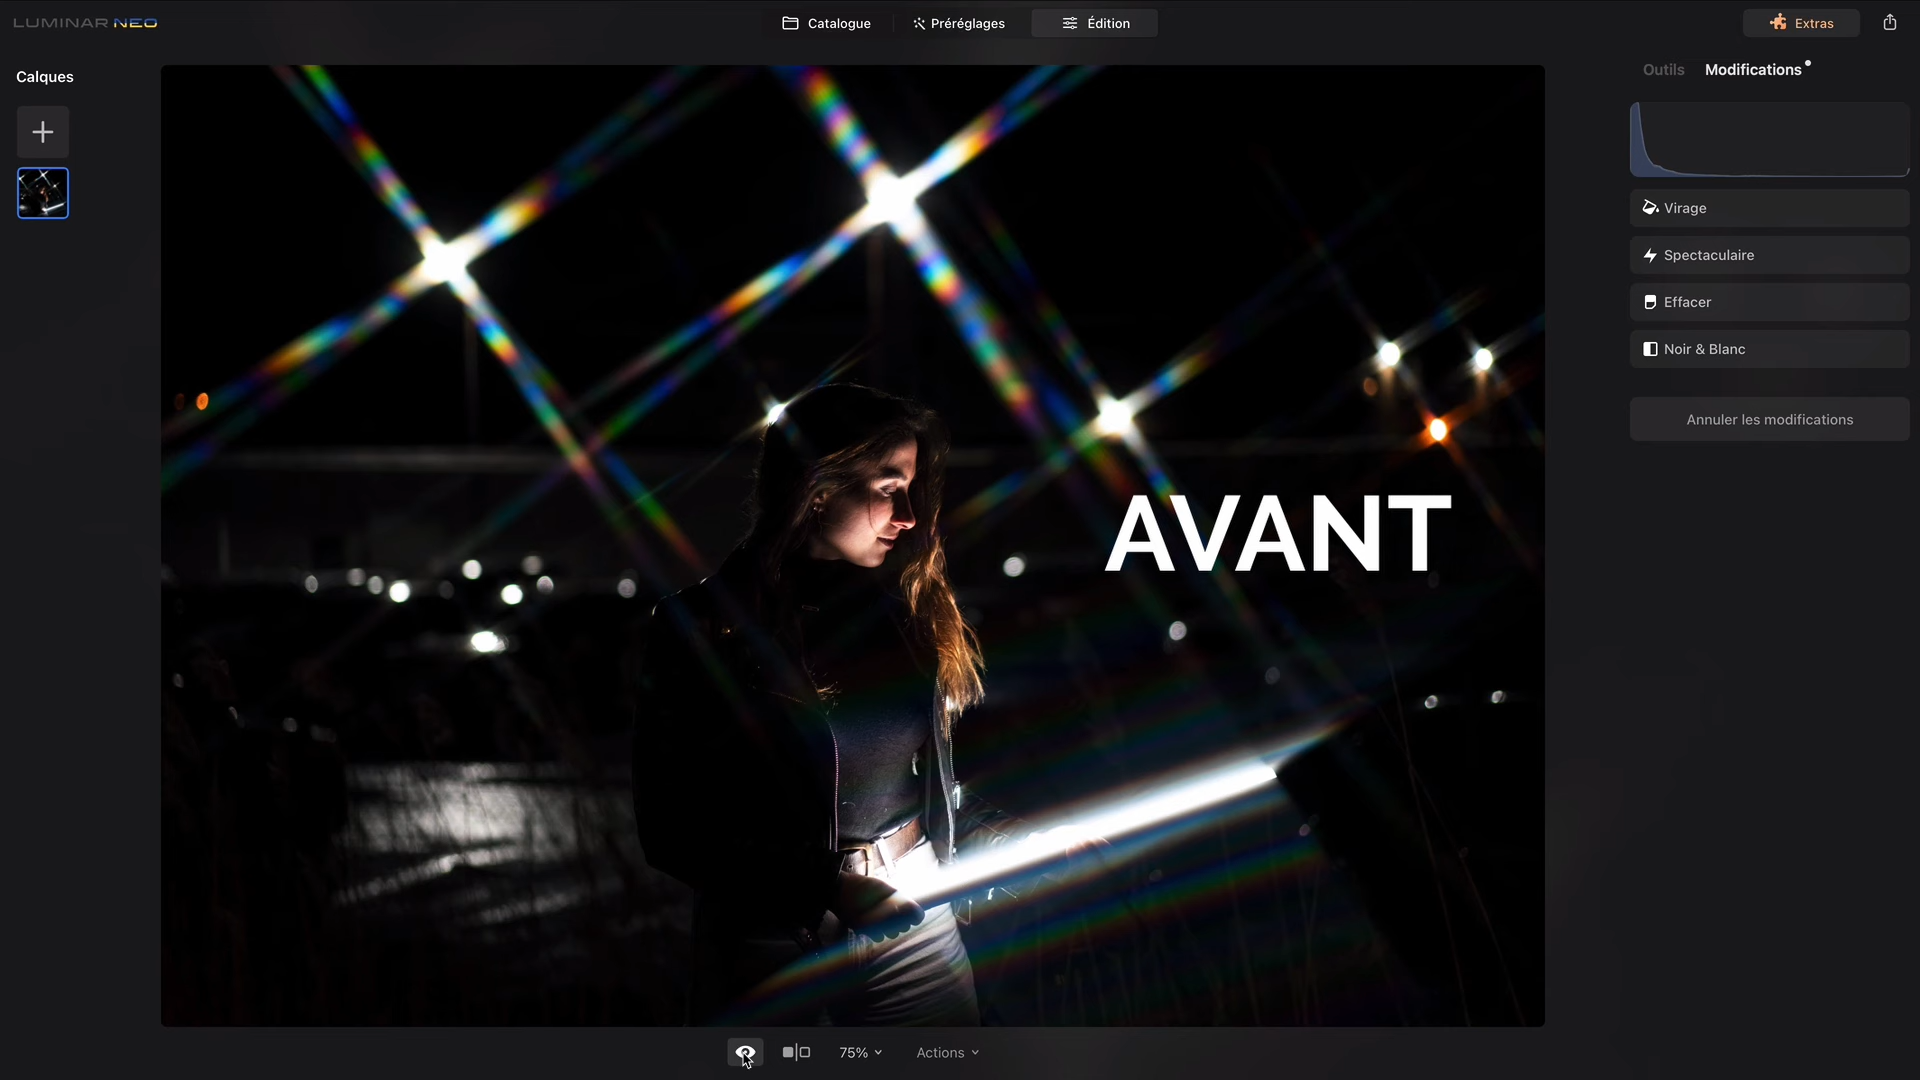 LUMINAR NEO
Catalogue
Préréglages
Édition
Extras
Calques
Outils
Modifications
Virage
Spectaculaire
Effacer
Noir & Blanc
Annuler les modifications
AVANT
75%
Actions